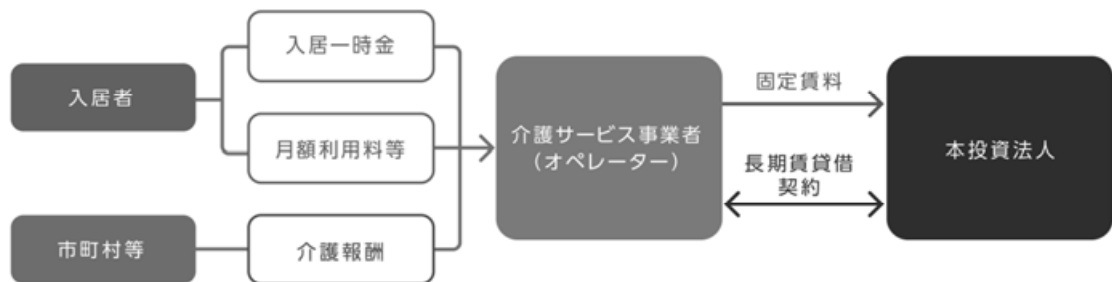 入居者
入居一時金
月額利用料等
市町村等
介護報酬
介護サービス事業者
（オペレーター）
固定賃料
長期賃貸借
契約
本投資法人